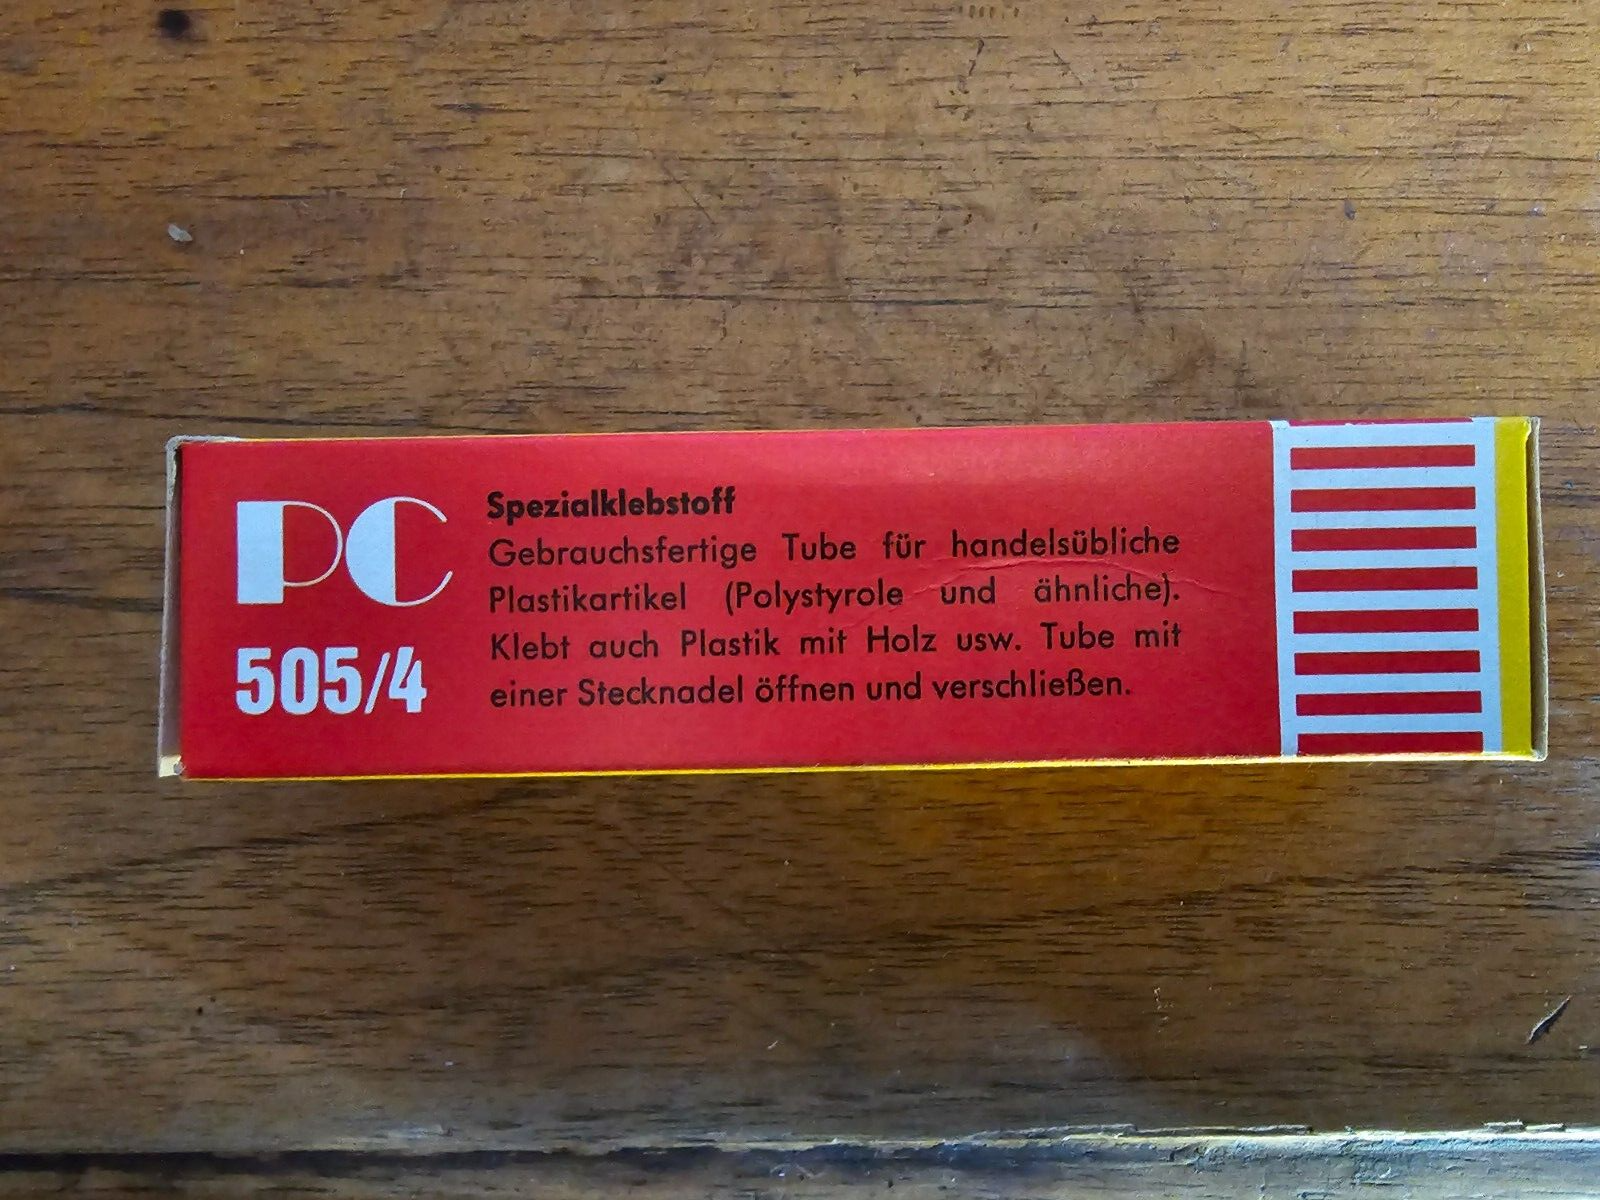 PC
505/4
Spezialklebstoff
Gebrauchsfertige Tube für handelsübliche
Plastikartikel (Polystyrole und ähnliche).
Klebt auch Plastik mit Holz usw. Tube mit
einer Stecknadel öffnen und verschließen.